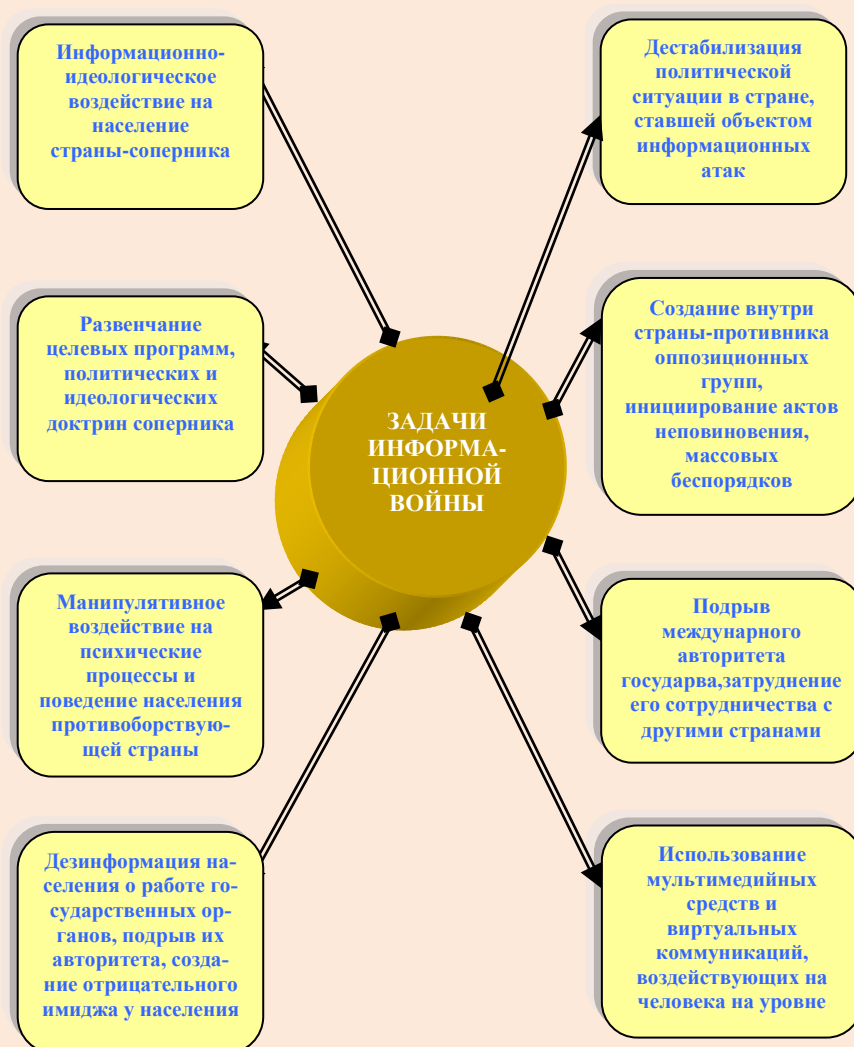 Информационно-
идеологическое
воздействие на
население
страны-соперника
Дестабилизация
политической
ситуации в стране,
ставшей объектом
информационных
атак
Развенчание
целевых программ,
политических и
идеологических
доктрин соперника
Создание внутри
страны-противника
оппозиционных
групп,
инициирование актов
неповиновения,
массовых
беспорядков
ЗАДАЧИ
ИНФОРМА-
ЦИОННОЙ
ВОЙНЫ
Манипулятивное
воздействие на
психические
процессы и
поведение населения
противоборствую-
щей страны
Подрыв
междунарного
авторитета
государва,затруднение
его сотрудничества с
другими странами
Дезинформация на-
селения о работе го-
сударственных ор-
ганов, подрыв их
авторитета, созда-
ние отрицательного
имиджа у населения
Использование
мультимедийных
средств и
виртуальных
коммуникаций,
воздействующих на
человека на уровне